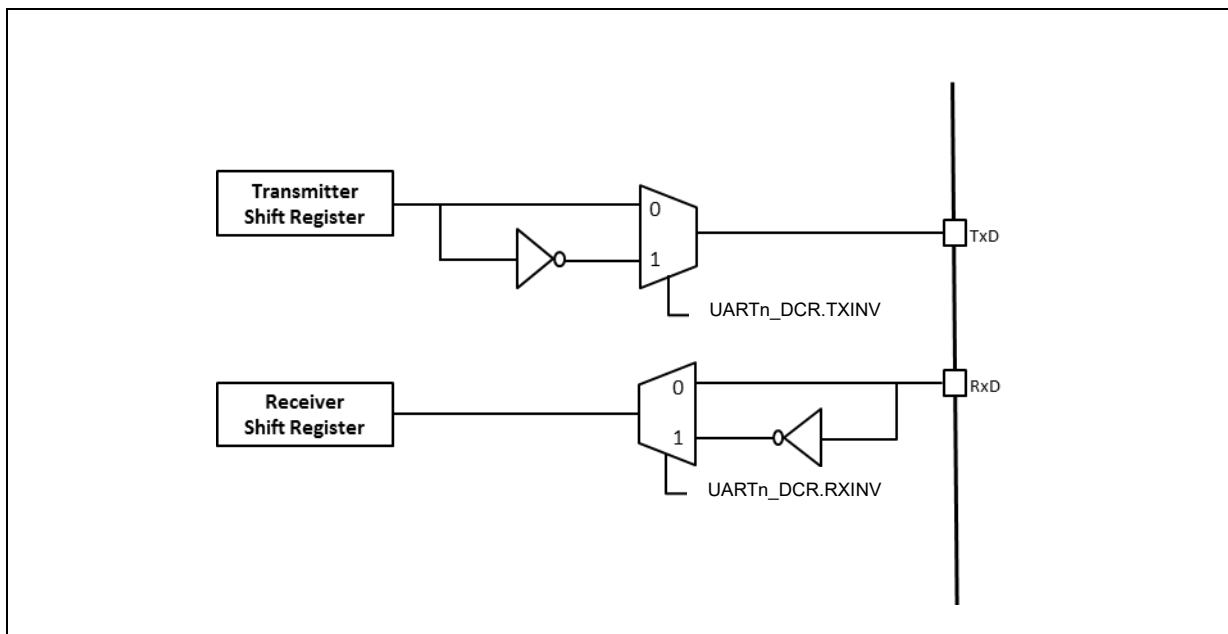 Transmitter
Shift Register
0
1
TxD
UARTn_DCR.TXINV
Receiver
Shift Register
0
1
RxD
UARTn_DCR.RXINV